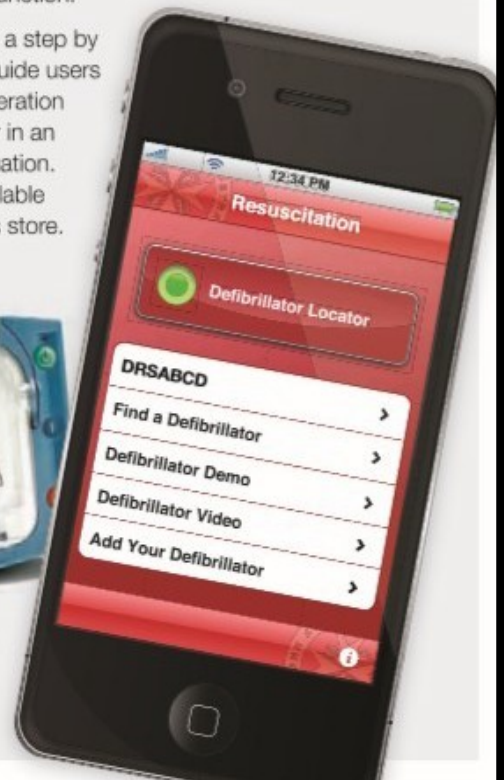 a step by
uide users
eration
r in an
ation.
lable
s store.
12:34 PM
Resuscitation
Defibrillator Locator
DRSABCD
Find a Defibrillator
Defibrillator Demo
Defibrillator Video
Add Your Defibrillator
i